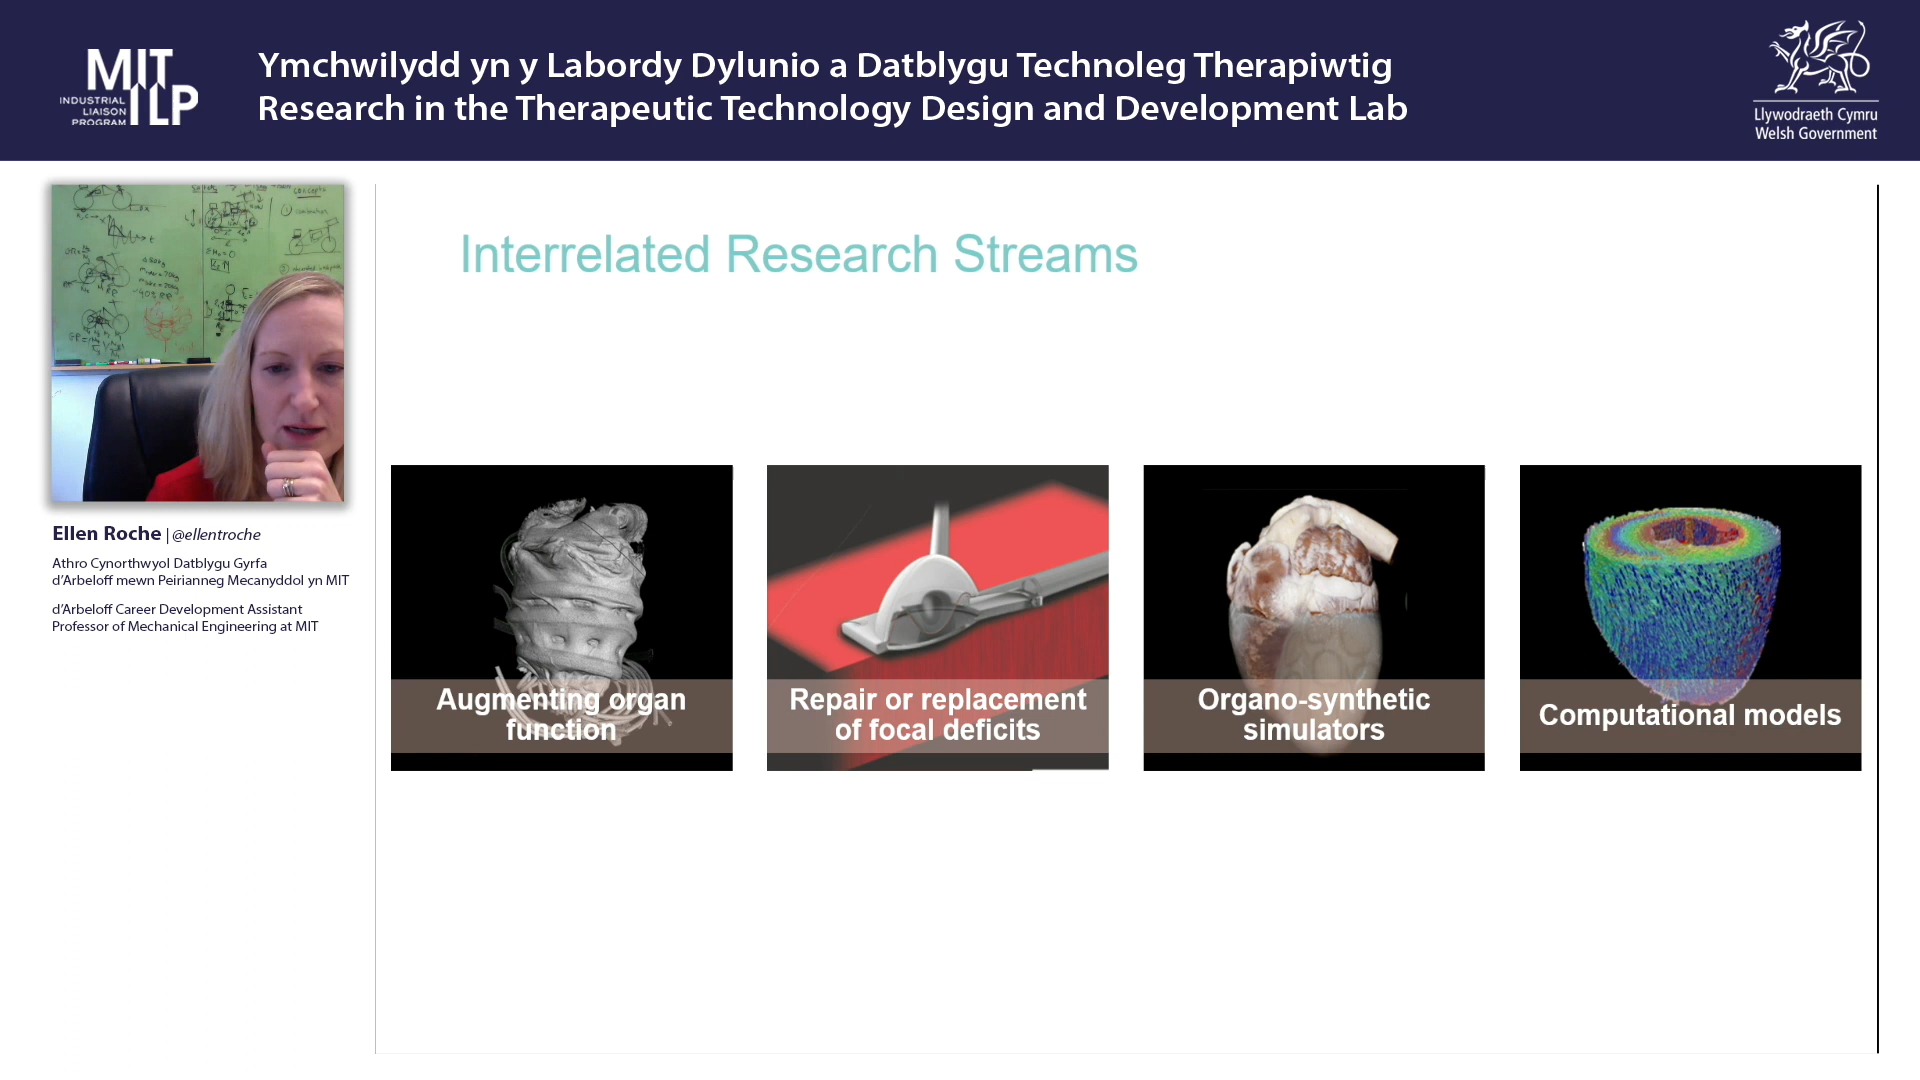 MIT
ILP
INDUSTRIAL
LIAISON
PROGRAM
Ymchwilydd yn y Labordy Dylunio a Datblygu Technoleg Therapiwtig
Research in the Therapeutic Technology Design and Development Lab
Llywodraeth Cymru
Welsh Government
Ellen Roche | @ellentroche
Athro Cynorthwyol Datblygu Gyrfa
d'Arbeloff mewn Peirianneg Mecanyddol yn MIT
d'Arbeloff Career Development Assistant
Professor of Mechanical Engineering at MIT
Interrelated Research Streams
Augmenting organ
function
Repair or replacement
of focal deficits
Organo-synthetic
simulators
Computational models